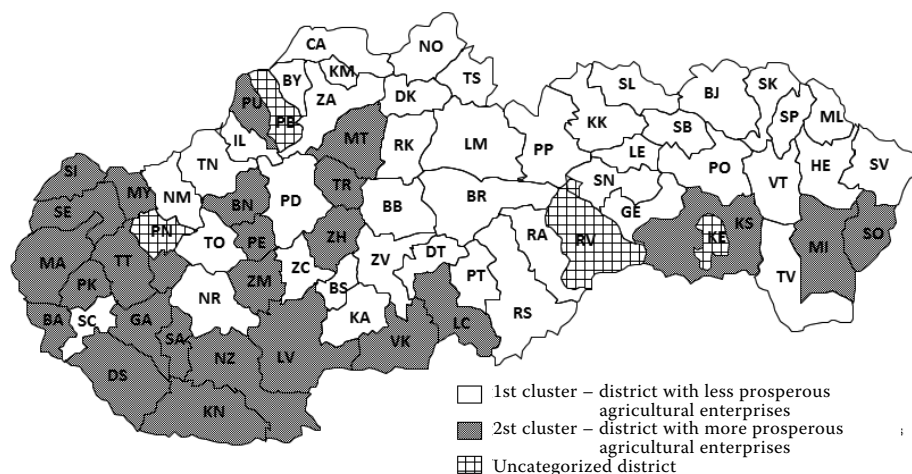 CA
NO
BY
KM
TS
ZA
DK
PU
PB
SL
BJ
SK
SP
ML
KK
SB
MT
IL
RK
LM
PP
LE
PO
HE
SV
TN
SI
MY
NM
TR
SN
VT
BN
PD
BR
SE
BB
GE
PN
TO
PE
ZH
RA
RV
KE
KS
MI
SO
MA
TT
ZC
ZV
DT
PT
TV
PK
ZM
BS
NR
BA
SC
GA
KA
LC
RS
SA
VK
DS
NZ
LV
KN
1st cluster – district with less prosperous
agricultural enterprises
2st cluster – district with more prosperous
agricultural enterprises
Uncategorized district